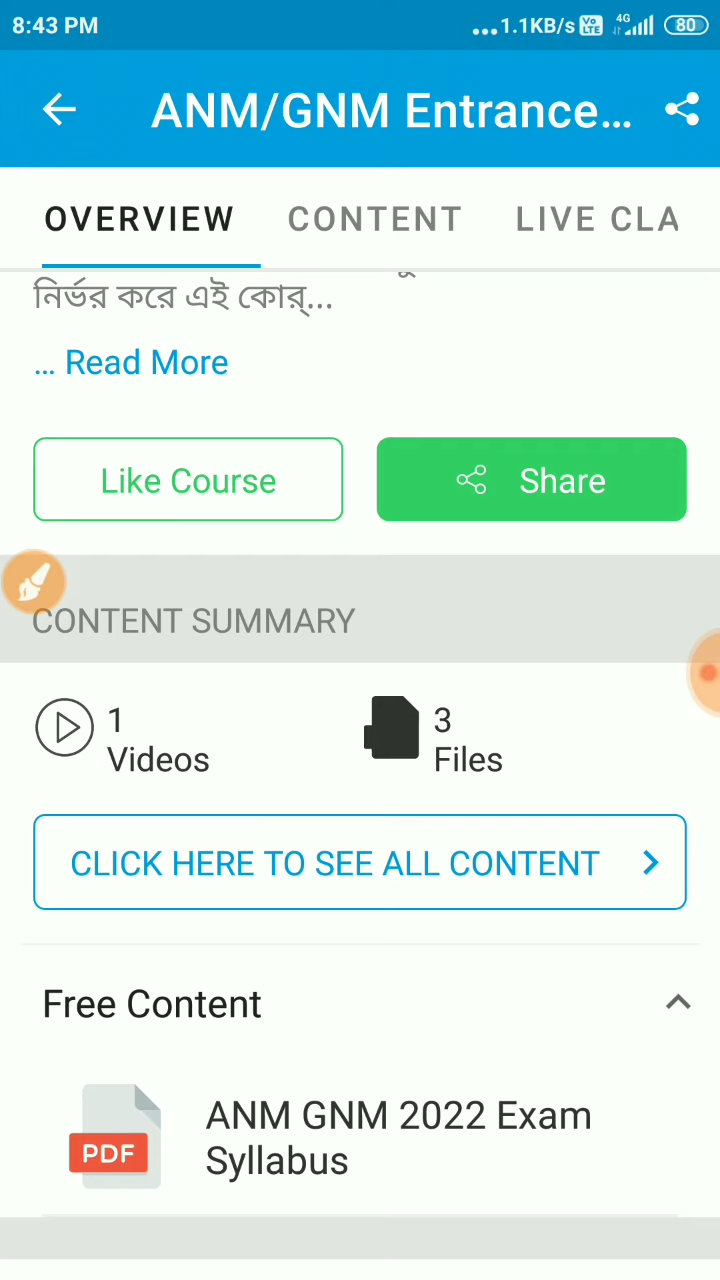 8:43 PM
...1.1KB/s Vo LTE 4G 80
ANM/GNM Entrance...
OVERVIEW CONTENT LIVE CLA
নির্ভর করে এই কোর্...
... Read More
Like Course
Share
CONTENT SUMMARY
1
Videos
3
Files
CLICK HERE TO SEE ALL CONTENT
Free Content
PDF
ANM GNM 2022 Exam
Syllabus